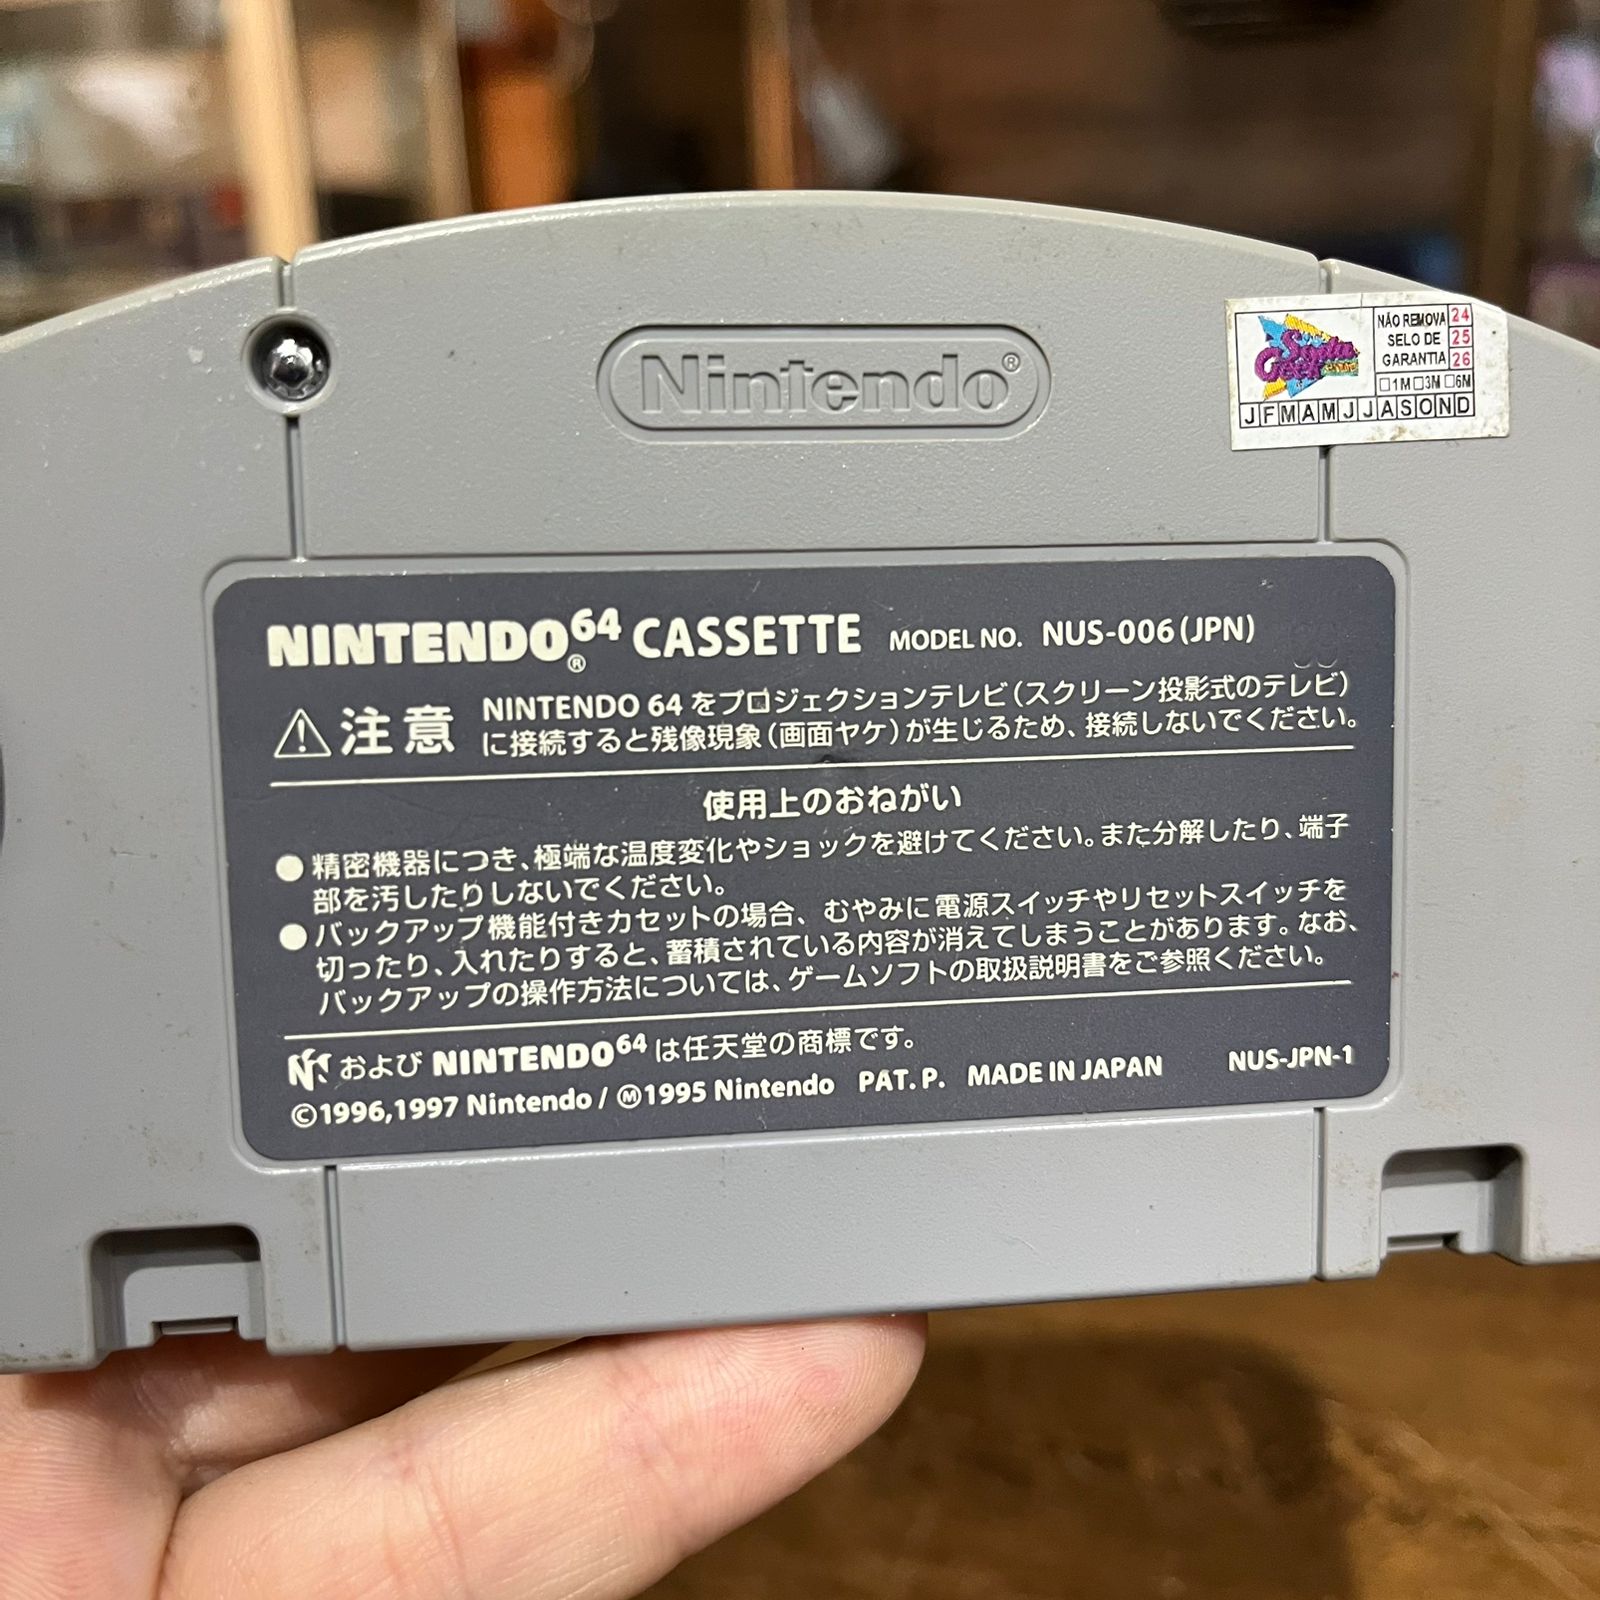 Nintendo®
NÃO REMOVA 24
SELO DE 25
GARANTIA 26
□1M□3M□6M
J F M A M J J A S O N D
NINTENDO®64 CASSETTE MODEL NO. NUS-006(JPN)
⚠注意 NINTENDO 64をプロジェクションテレビ(スクリーン投影式のテレビ)
に接続すると残像現象(画面ヤケ)が生じるため、接続しないでください。
使用上のおねがい
●精密機器につき、極端な温度変化やショックを避けてください。また分解したり、端子
部を汚したりしないでください。
●バックアップ機能付きカセットの場合、むやみに電源スイッチやリセットスイッチを
切ったり、入れたりすると、蓄積されている内容が消えてしまうことがあります。なお、
バックアップの操作方法については、ゲームソフトの取扱説明書をご参照ください。
および NINTENDO64 は任天堂の商標です。
©1996,1997 Nintendo / Ⓜ1995 Nintendo PAT. P. MADE IN JAPAN NUS-JPN-1